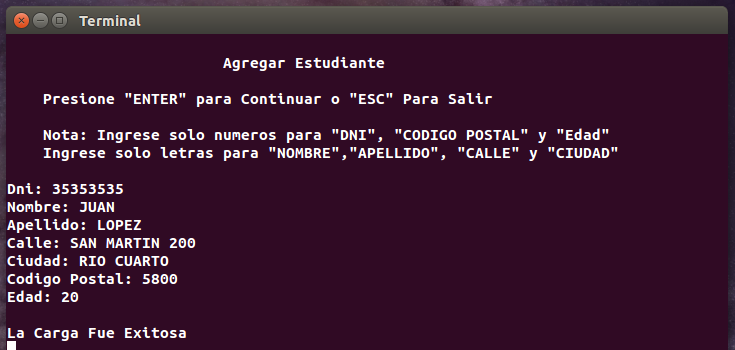 Terminal
Agregar Estudiante
Presione "ENTER" para Continuar o "ESC" Para Salir
Nota: Ingrese solo numeros para "DNI", "CODIGO POSTAL" y "Edad"
Ingrese solo letras para "NOMBRE","APELLIDO", "CALLE" y "CIUDAD"
Dni: 35353535
Nombre: JUAN
Apellido: LOPEZ
Calle: SAN MARTIN 200
Ciudad: RIO CUARTO
Codigo Postal: 5800
Edad: 20
La Carga Fue Exitosa